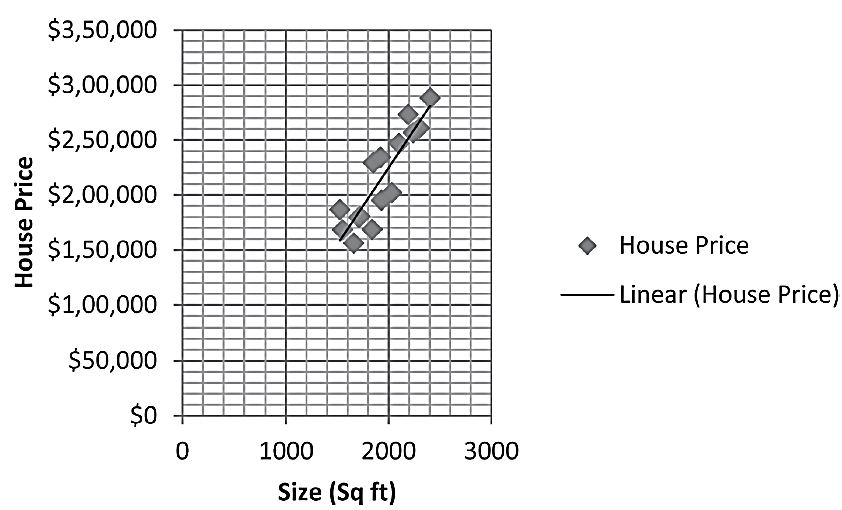 $3,50,000
$3,00,000
$2,50,000
$2,00,000
$1,50,000
$1,00,000
$50,000
$0
House Price
0 1000 2000 3000
Size (Sq ft)
House Price
Linear (House Price)